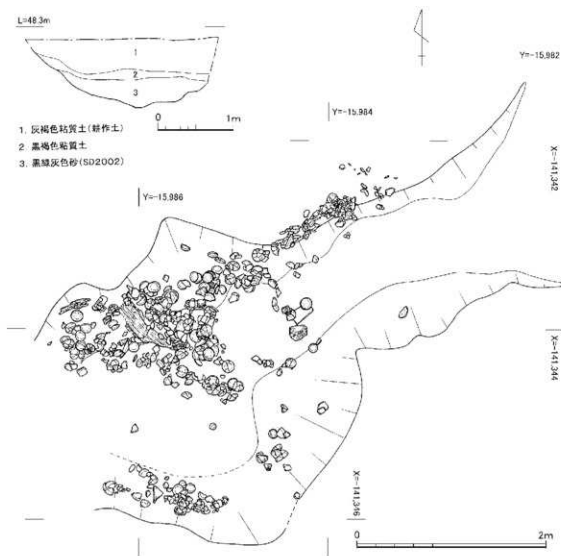 L=48.3m
1
2
3
0 1m
1. 灰褐色粘質土(耕作土)
2. 黒褐色粘質土
3. 黒緑灰色砂(SD2002)
Y=-15,982
Y=-15,984
Y=-15,986
X=-141,342
X=-141,344
X=-141,346
0 2m